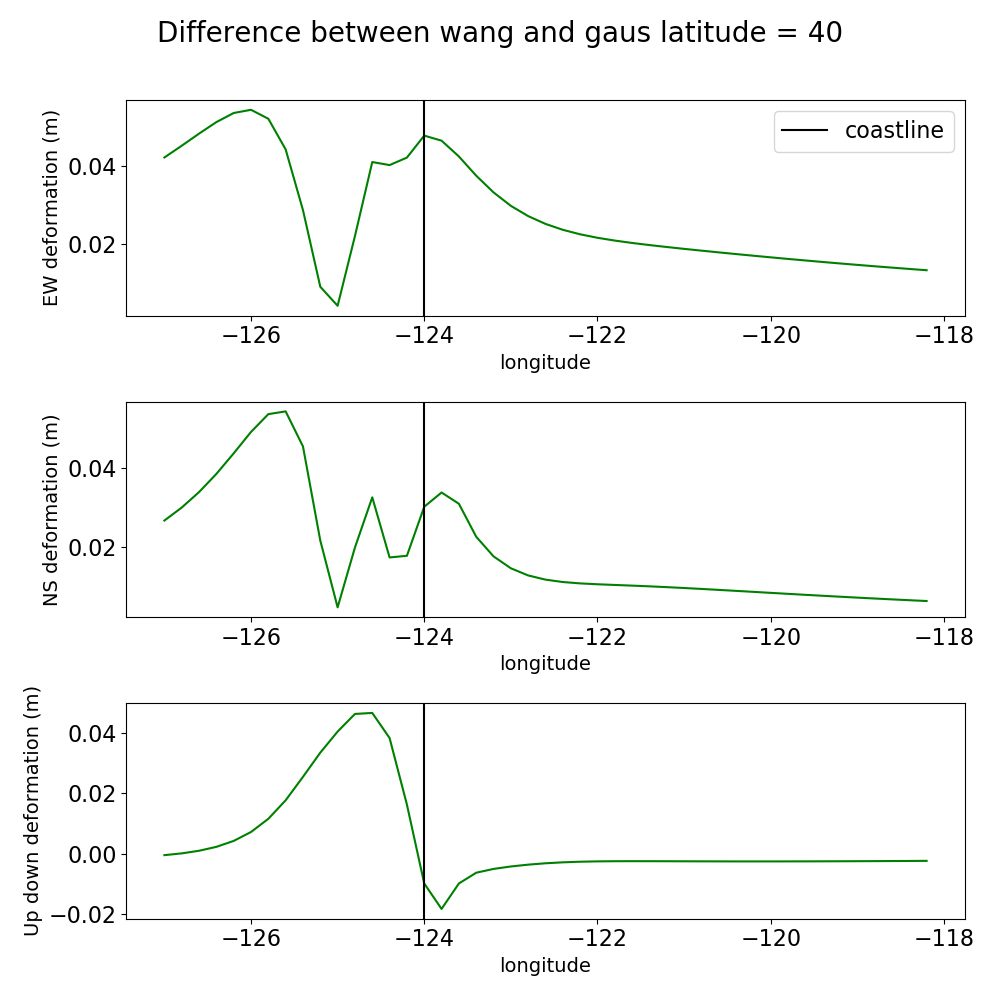 Difference between wang and gaus latitude = 40
EW deformation (m)
0.04
0.02
coastline
−126 −124 −122 −120 −118
longitude
NS deformation (m)
0.04
0.02
−126 −124 −122 −120 −118
longitude
Up down deformation (m)
0.04
0.02
0.00
−0.02
−126 −124 −122 −120 −118
longitude